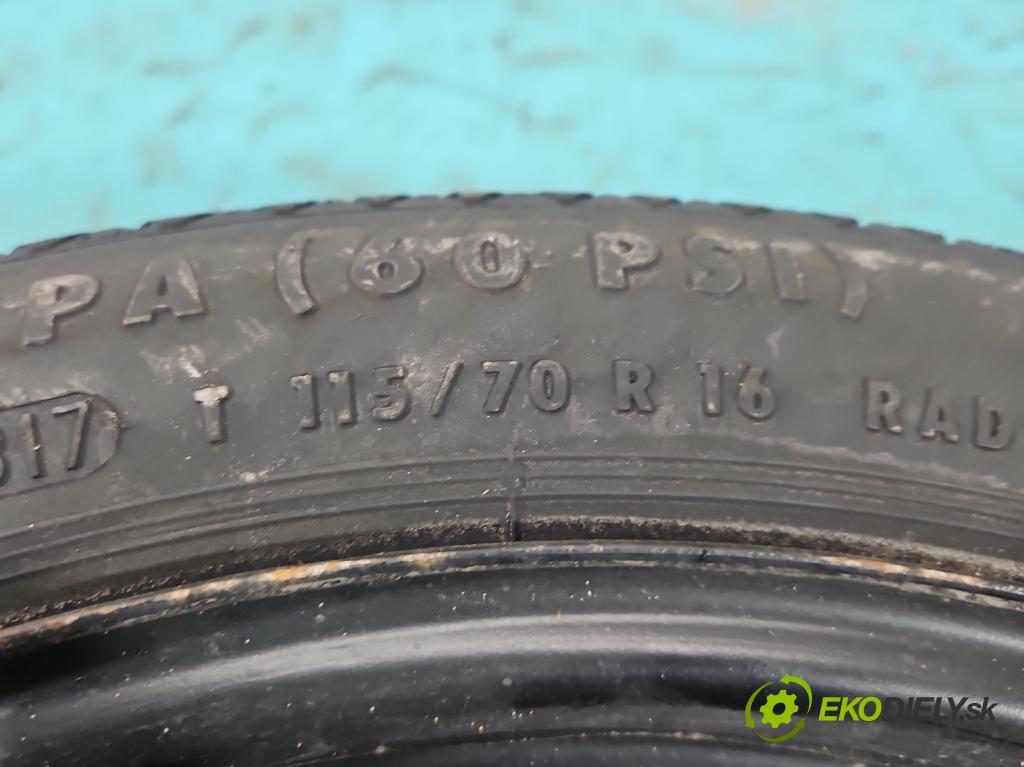 PA (60 PSI)
317 T 115/70 R 16 RAD
EKODIELY.sk